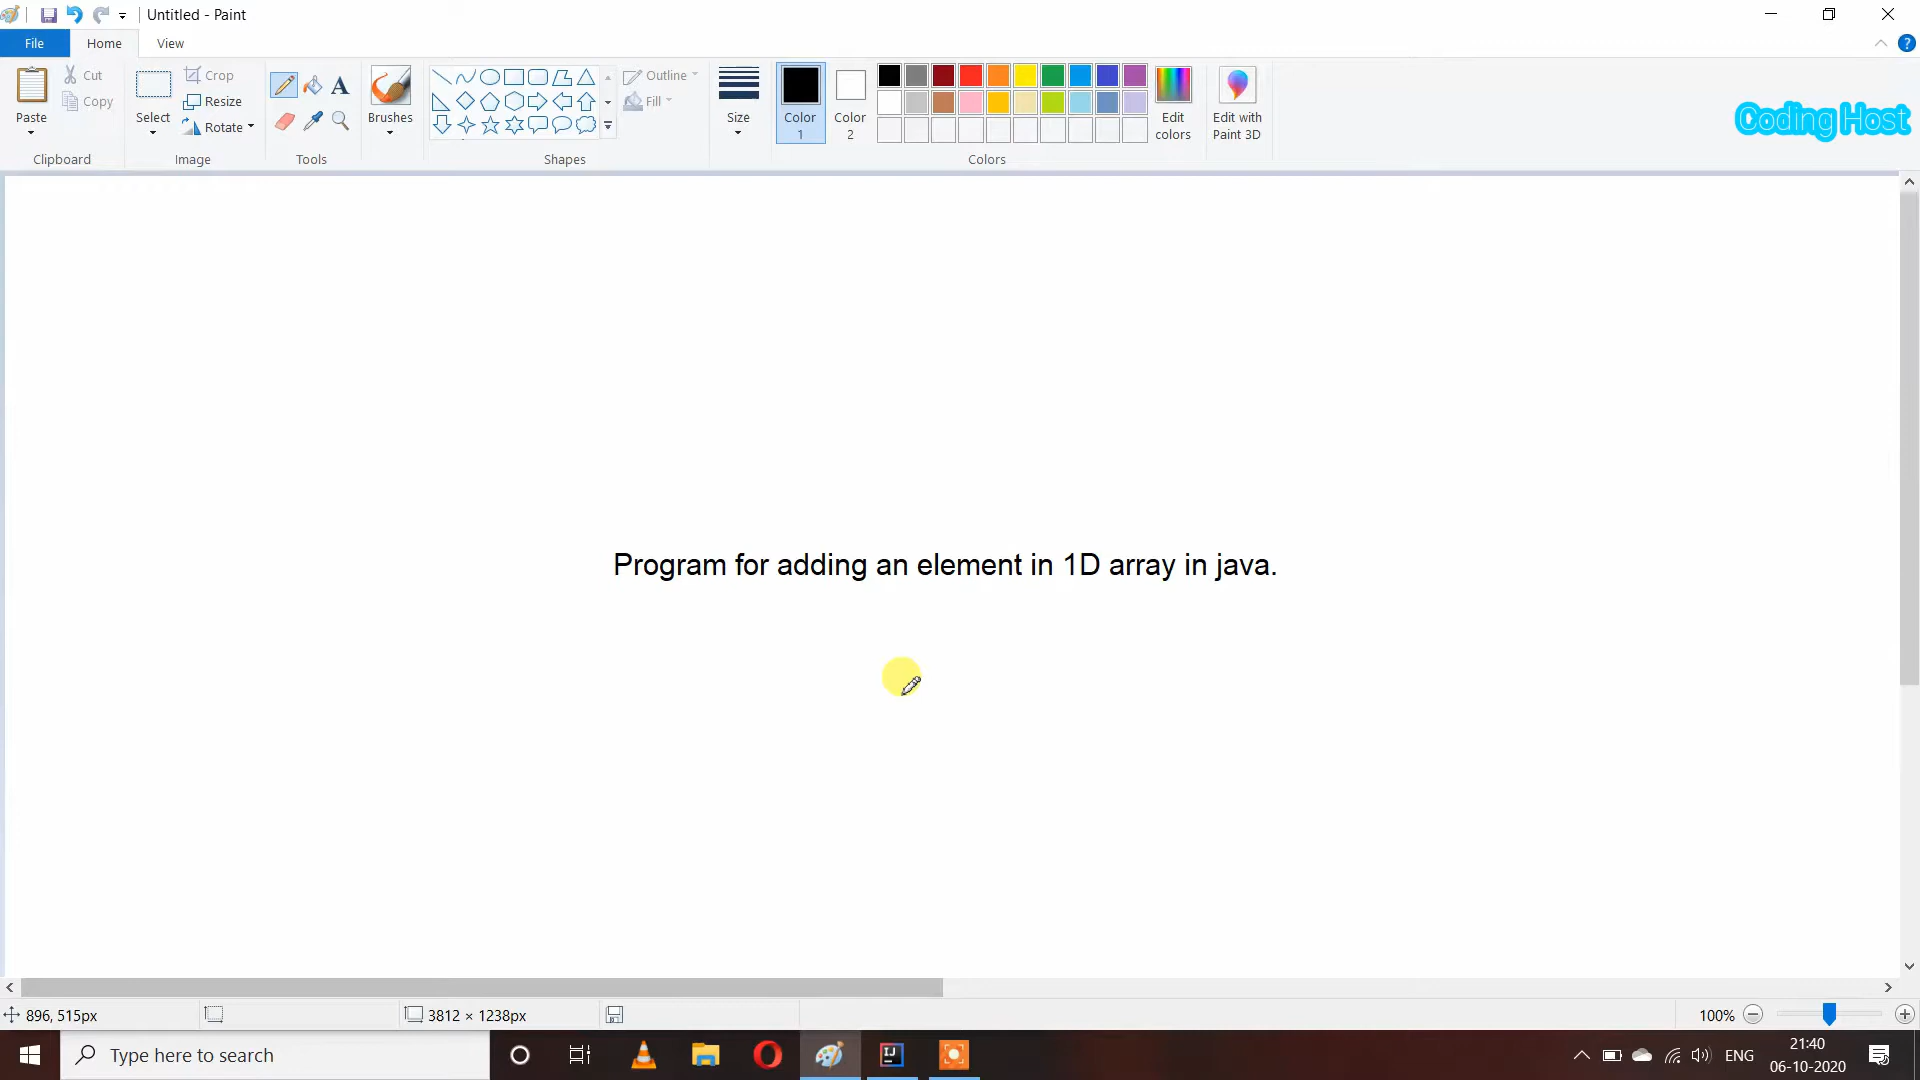 Untitled - Paint
File Home View
Paste Cut Copy Clipboard
Select Crop Resize Rotate Image
Tools
Brushes
Outline Fill Shapes
Size
Color 1 Color 2 Edit colors Colors
Edit with Paint 3D
Coding Host
Program for adding an element in 1D array in java.
896, 515px 3812 × 1238px 100%
Type here to search ENG 21:40
06-10-2020